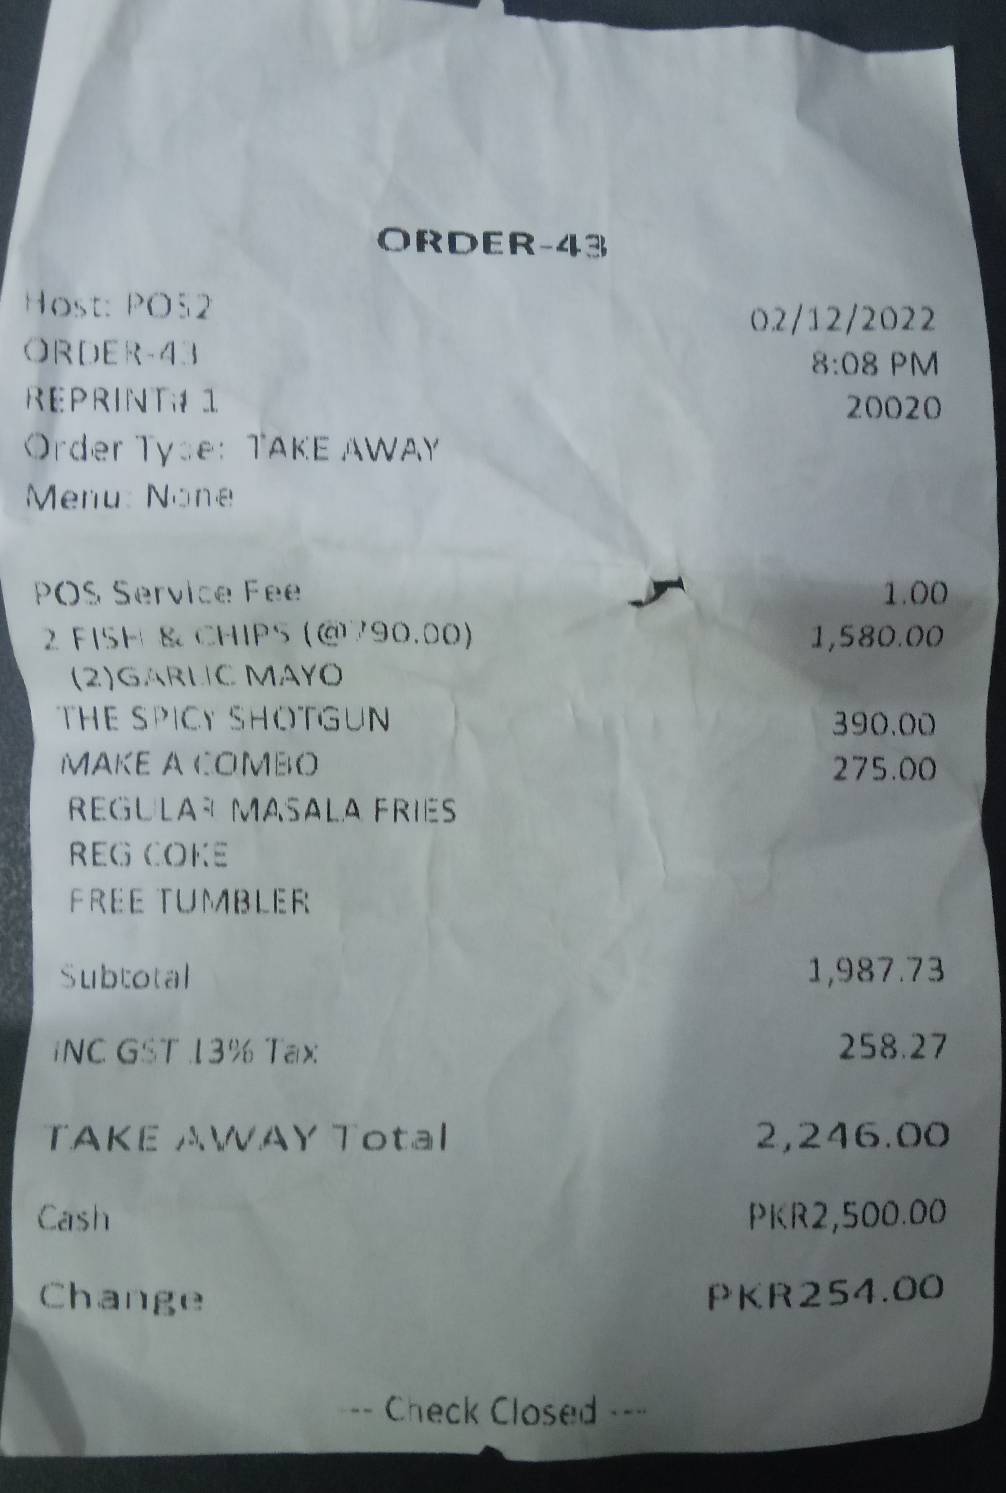 ORDER-43
Host: POS2 02/12/2022
ORDER-43 8:08 PM
REPRINT# 1 20020
Order Type: TAKE AWAY
Menu: None
POS Service Fee 1.00
2 FISH & CHIPS (@790.00) 1,580.00
(2)GARLIC MAYO
THE SPICY SHOTGUN 390.00
MAKE A COMBO 275.00
REGULAR MASALA FRIES
REG COKE
FREE TUMBLER
Subtotal 1,987.73
INC GST 13% Tax 258.27
TAKE AWAY Total 2,246.00
Cash PKR2,500.00
Change PKR254.00
--- Check Closed ---